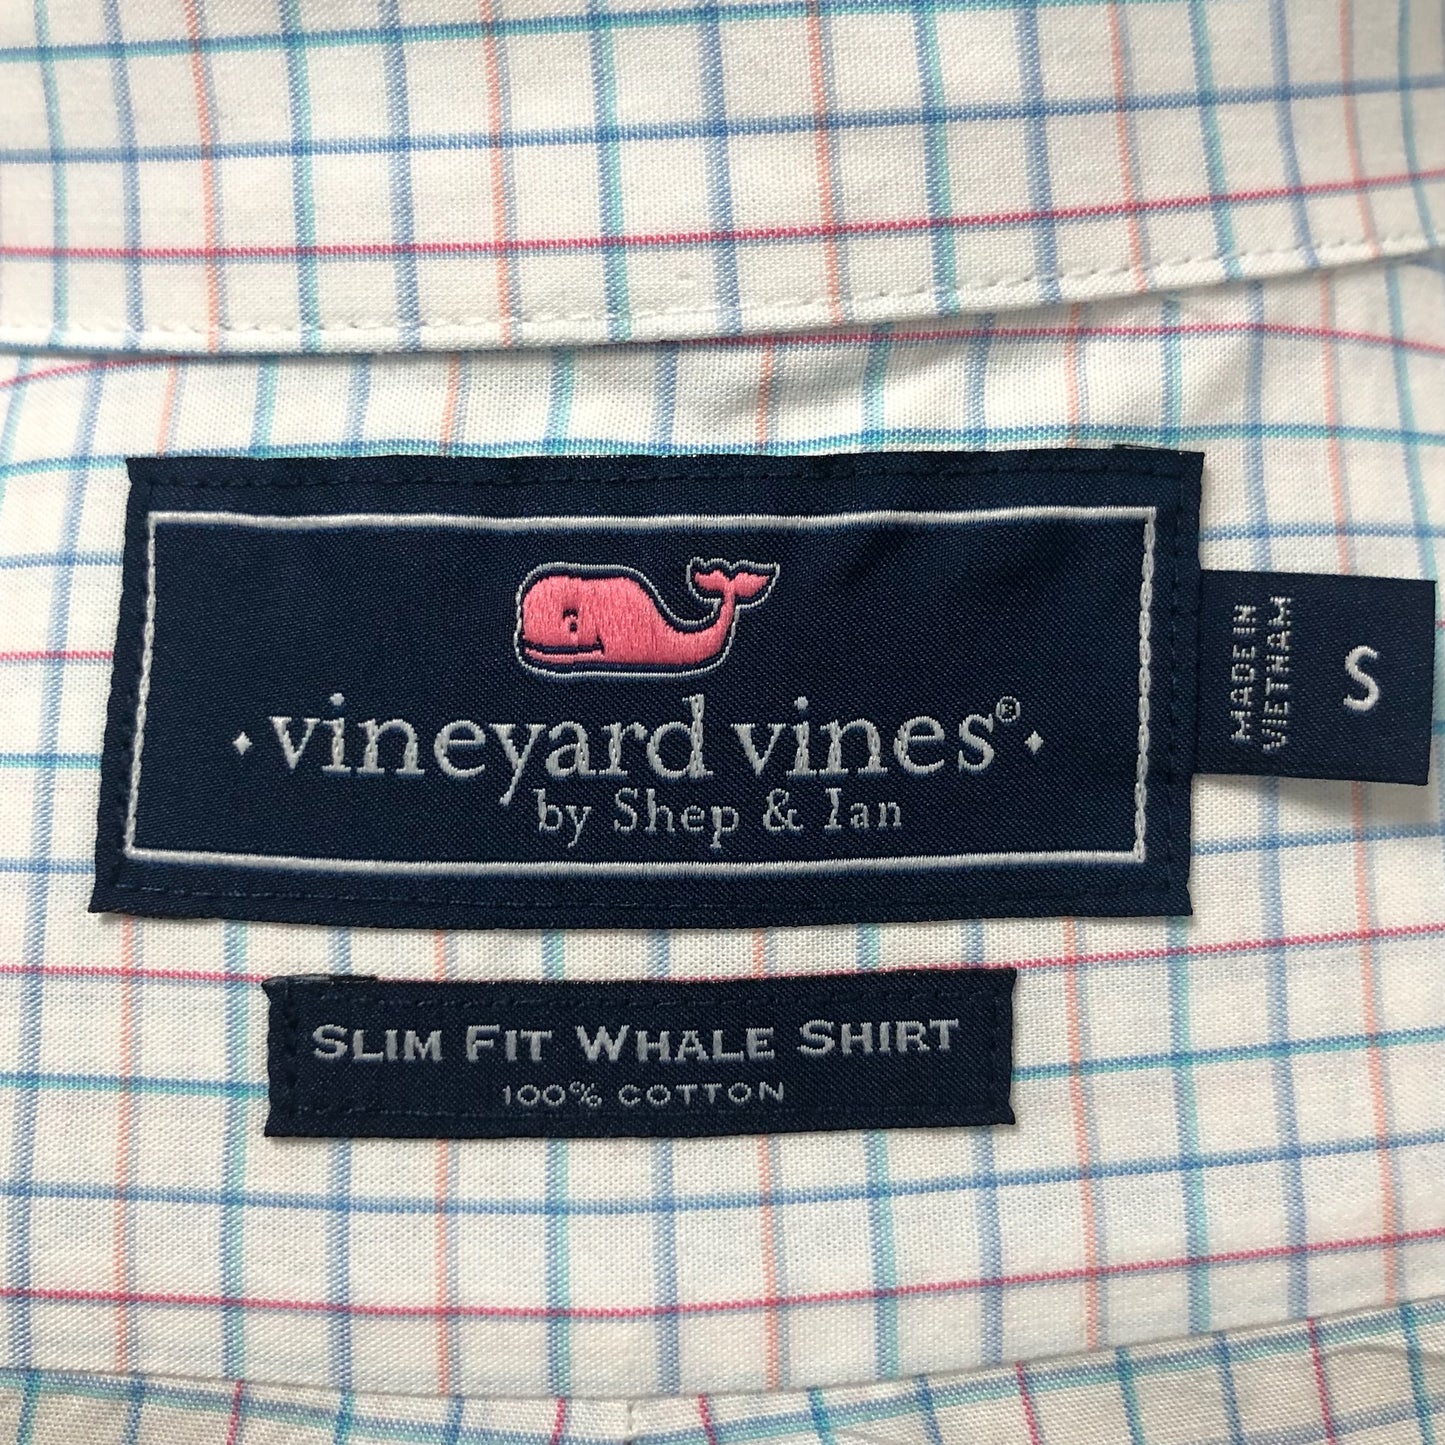 · vineyard vines® ·
by Shep & Ian
MADE IN
VIETNAM
S
SLIM FIT WHALE SHIRT
100% COTTON